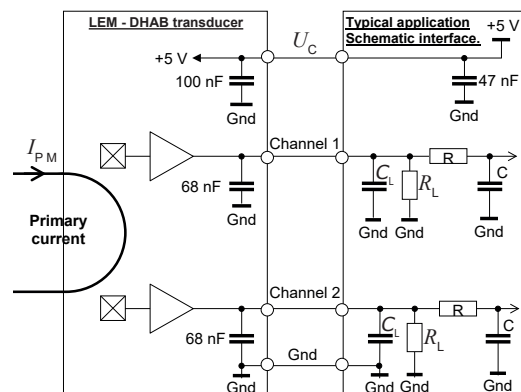 LEM - DHAB transducer
Typical application
Schematic interface.
+5 V
U_C
+5 V
100 nF
47 nF
Gnd
Gnd
I_PM
Channel 1
R
68 nF
C_L
R_L
C
Gnd
Gnd
Gnd
Gnd
Primary
current
Channel 2
R
68 nF
C_L
R_L
C
Gnd
Gnd
Gnd
Gnd
Gnd